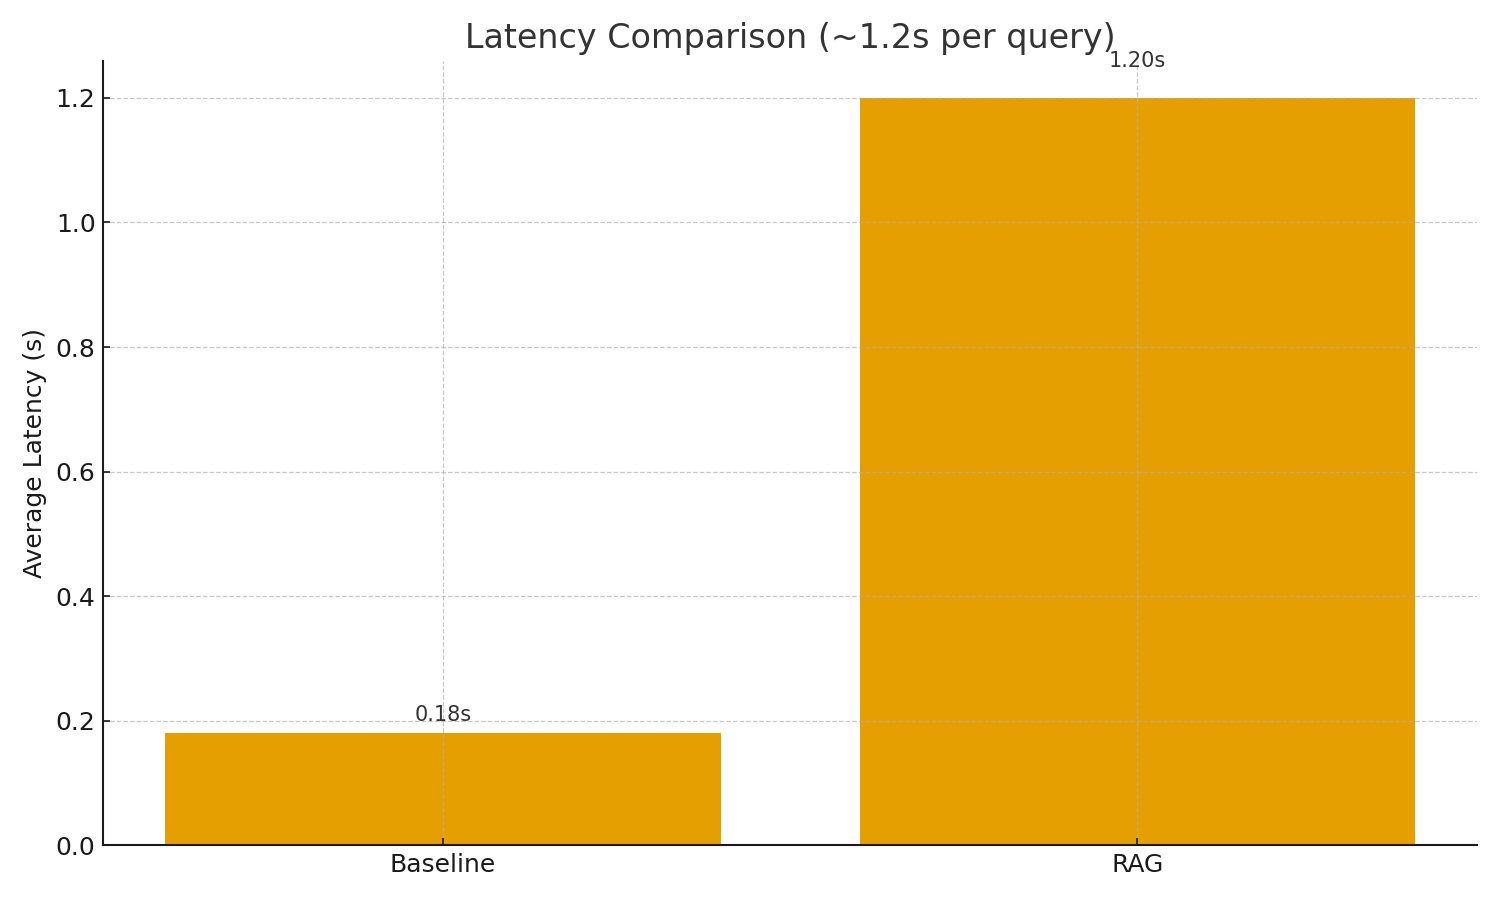 Latency Comparison (~1.2s per query)
1.20s
1.2
1.0
0.8
0.6
0.4
0.2
0.0
Average Latency (s)
0.18s
Baseline
RAG